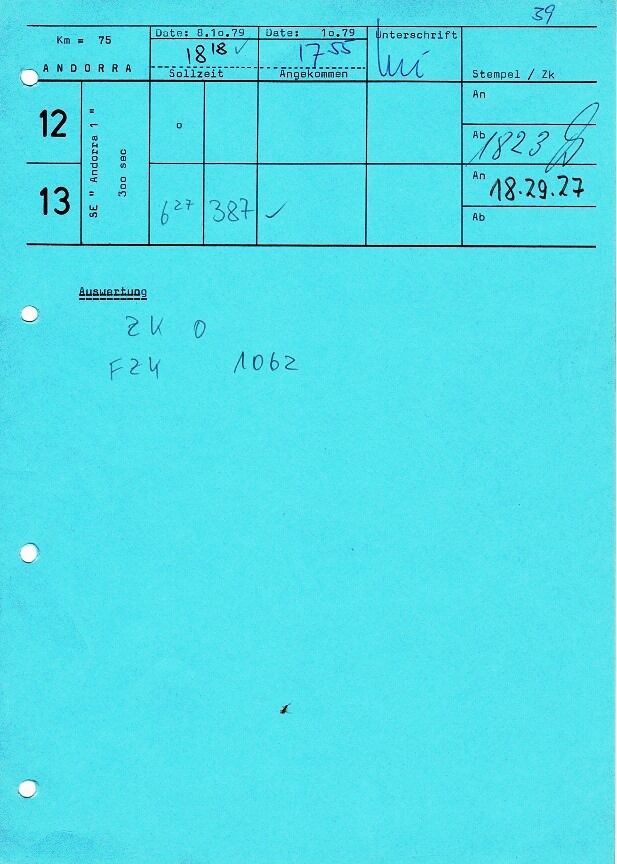 39
Km = 75
Date: 8.10.79
Date: 10.79
Unterschrift
18 18 ✓
17 55
ANDORRA
Sollzeit
Angekommen
Stempel / Zk
An
12
SE " Andorra 1 "
300 sec
o
Ab 1823
13
6 27
387 ✓
An 18.29.27
Ab
Auswertung
ZK 0
FZK 1062